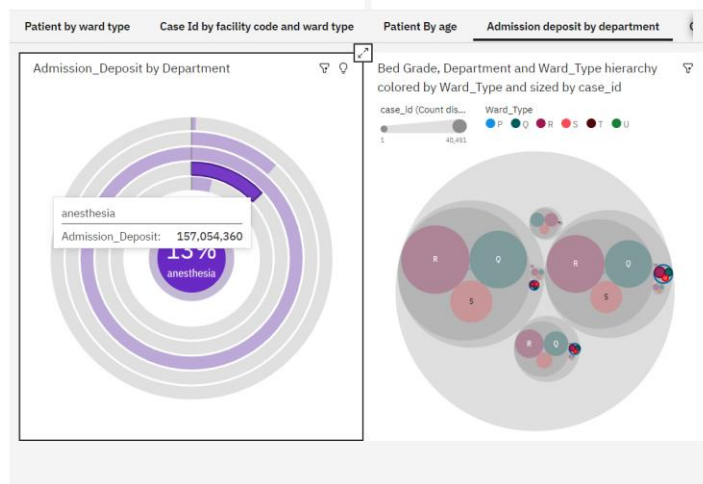 Patient by ward type
Case Id by facility code and ward type
Patient By age
Admission deposit by department
Admission_Deposit by Department
anesthesia
Admission_Deposit: 157,054,360
13%
anesthesia
Bed Grade, Department and Ward_Type hierarchy
colored by Ward_Type and sized by case_id
case_id (Count dis...
1
40,451
Ward_Type
P Q R S T U
R Q S
R Q S
R Q